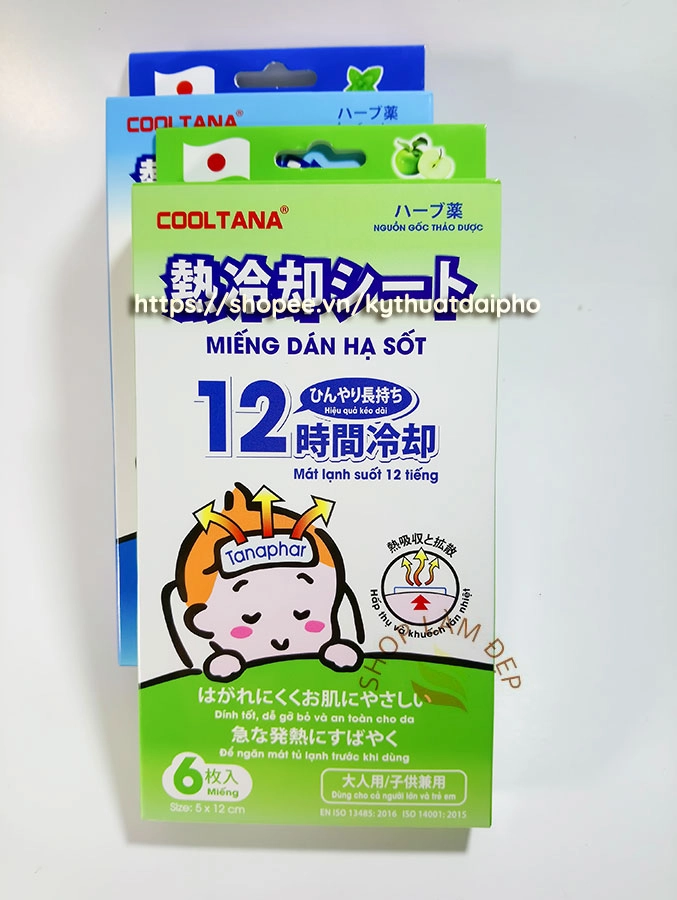 COOLTANA®
ハーブ薬
COOLTANA®
ハーブ薬
NGUỒN GỐC THẢO DƯỢC
熱冷却シート
https://shopee.vn/kythuatdaipho
MIẾNG DÁN HẠ SỐT
12
ひんやり長持ち
Hiệu quả kéo dài
時間冷却
Mát lạnh suốt 12 tiếng
Tanaphar
熱吸収と拡散
Hấp thụ và khuếch tán nhiệt
SHOP LÀM ĐẸP
はがれにくくお肌にやさしい
Dính tốt, dễ gỡ bỏ và an toàn cho da
急な発熱にすばやく
Để ngăn mát tủ lạnh trước khi dùng
6枚入
Miếng
Size: 5 x 12 cm
大人用/子供兼用
Dùng cho cả người lớn và trẻ em
EN ISO 13485: 2016 ISO 14001: 2015